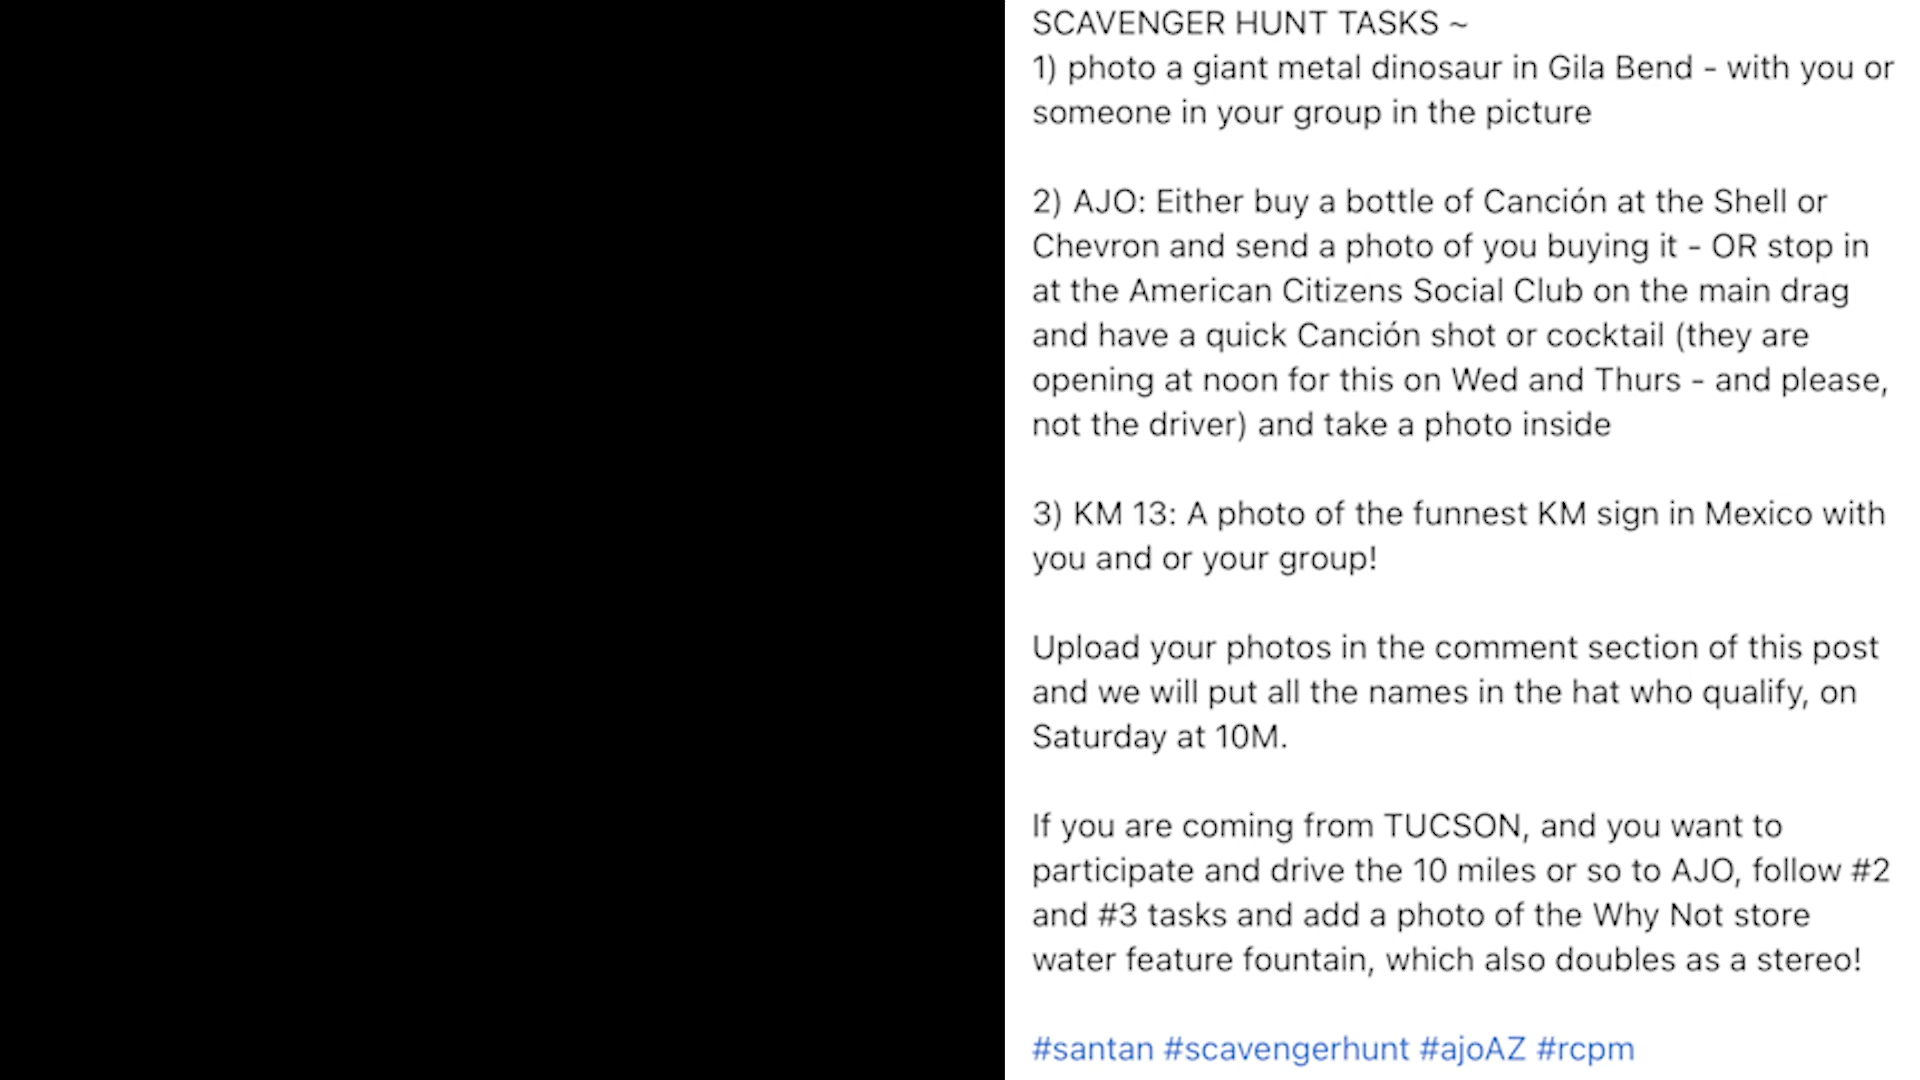 SCAVENGER HUNT TASKS ~
1) photo a giant metal dinosaur in Gila Bend - with you or
someone in your group in the picture
2) AJO: Either buy a bottle of Canción at the Shell or
Chevron and send a photo of you buying it - OR stop in
at the American Citizens Social Club on the main drag
and have a quick Canción shot or cocktail (they are
opening at noon for this on Wed and Thurs - and please,
not the driver) and take a photo inside
3) KM 13: A photo of the funnest KM sign in Mexico with
you and or your group!
Upload your photos in the comment section of this post
and we will put all the names in the hat who qualify, on
Saturday at 10M.
If you are coming from TUCSON, and you want to
participate and drive the 10 miles or so to AJO, follow #2
and #3 tasks and add a photo of the Why Not store
water feature fountain, which also doubles as a stereo!
#santan #scavengerhunt #ajoAZ #rcpm